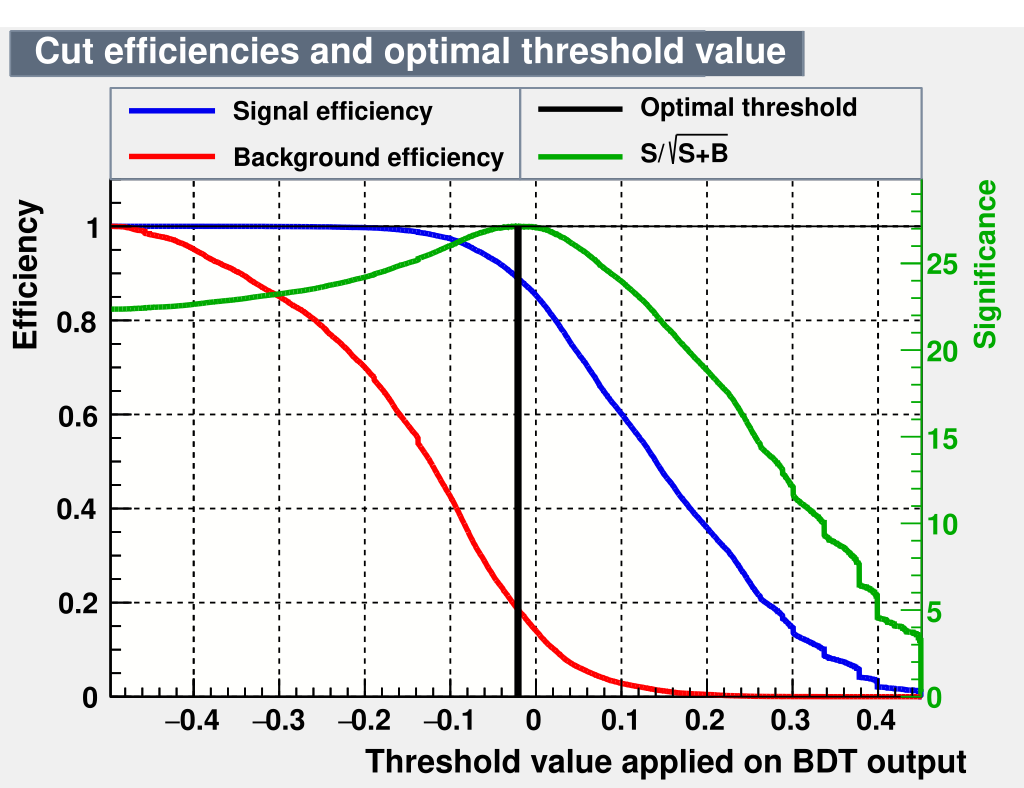 Cut efficiencies and optimal threshold value
Signal efficiency
Background efficiency
Optimal threshold
S/√S+B
Efficiency
1
0.8
0.6
0.4
0.2
0
Significance
25
20
15
10
5
0
−0.4 −0.3 −0.2 −0.1 0 0.1 0.2 0.3 0.4
Threshold value applied on BDT output